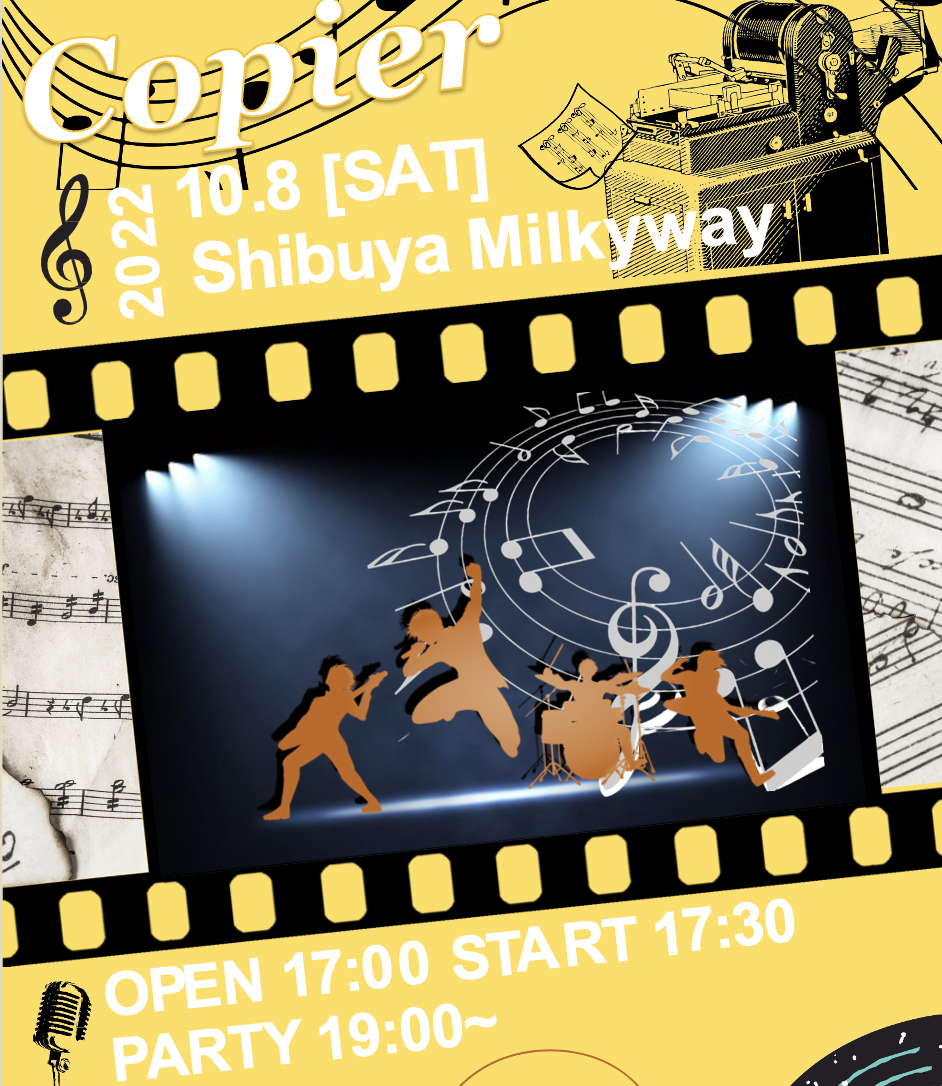 Copier
2022
10.8 [SAT]
Shibuya Milkyway
OPEN 17:00 START 17:30
PARTY 19:00~